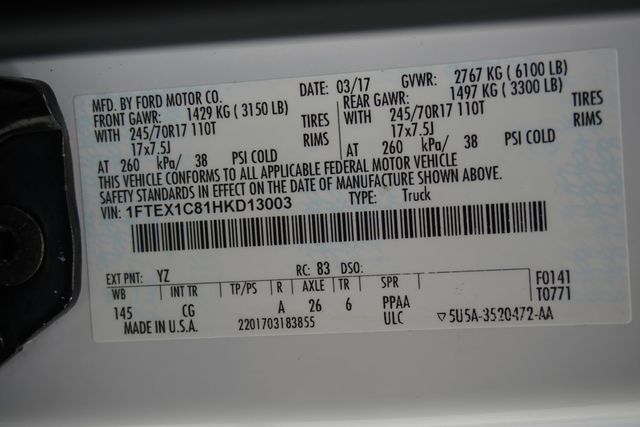 MFD. BY FORD MOTOR CO.
DATE: 03/17 GVWR: 2767 KG ( 6100 LB)
FRONT GAWR: 1429 KG ( 3150 LB) REAR GAWR: 1497 KG ( 3300 LB)
WITH 245/70R17 110T TIRES WITH 245/70R17 110T TIRES
17x7.5J RIMS 17x7.5J RIMS
AT 260 kPa/ 38 PSI COLD AT 260 kPa/ 38 PSI COLD
THIS VEHICLE CONFORMS TO ALL APPLICABLE FEDERAL MOTOR VEHICLE
SAFETY STANDARDS IN EFFECT ON THE DATE OF MANUFACTURE SHOWN ABOVE.
VIN: 1FTEX1C81HKD13003 TYPE: Truck
EXT PNT: YZ RC: 83 DSO: F0141
WB INT TR TP/PS R AXLE TR SPR T0771
145 CG A 26 6 PPAA
MADE IN U.S.A. 2201703183855 ULC ▽5U5A-3520472-AA